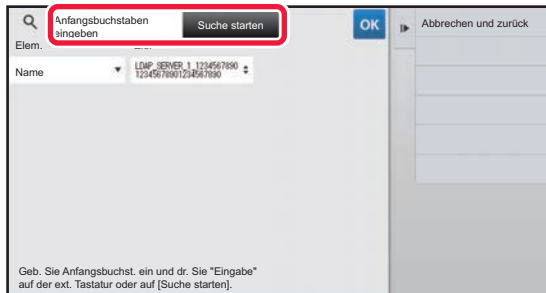 Anfangsbuchstaben
eingeben
Suche starten
OK
Abbrechen und zurück
Elem.
Name
LDAP_SERVER_1_1234567890
12345678901234567890
Geb. Sie Anfangsbuchst. ein und dr. Sie "Eingabe"
auf der ext. Tastatur oder auf [Suche starten].